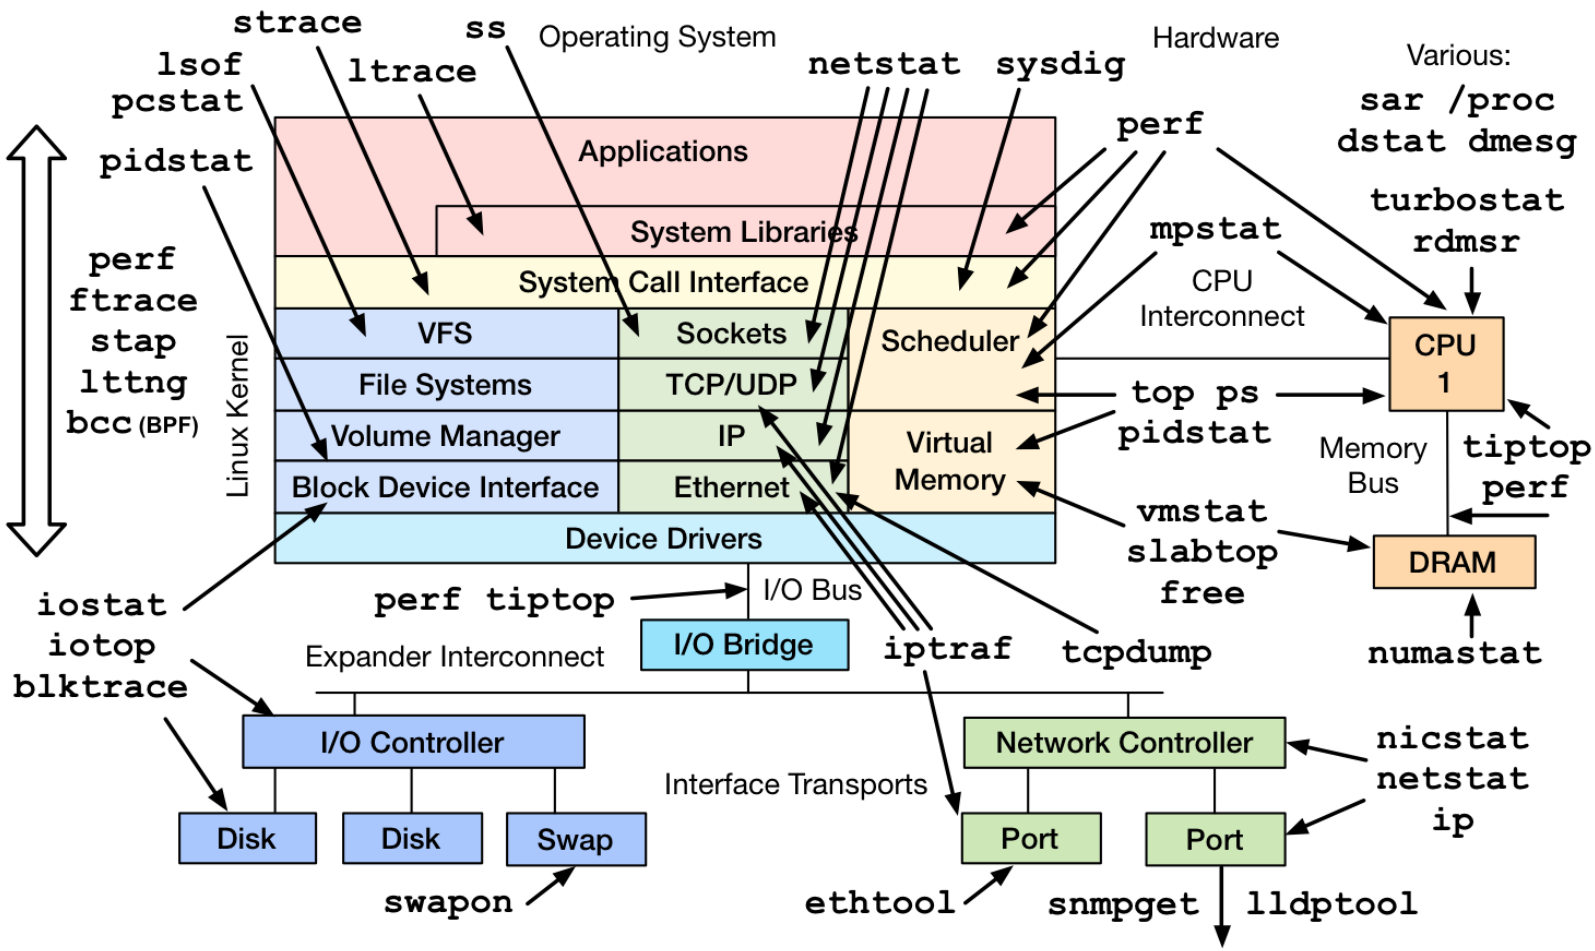 strace
ss
Operating System
Hardware
Various:
lsof
pcstat
ltrace
netstat
sysdig
sar /proc
dstat dmesg
perf
pidstat
Applications
turbostat
rdmsr
System Libraries
mpstat
perf
ftrace
stap
lttng
bcc (BPF)
System Call Interface
CPU
Interconnect
Linux Kernel
VFS
Sockets
Scheduler
CPU
1
File Systems
TCP/UDP
top ps
pidstat
Volume Manager
IP
Virtual
Memory
Memory
Bus
tiptop
perf
Block Device Interface
Ethernet
vmstat
slabtop
free
Device Drivers
DRAM
iostat
iotop
blktrace
perf tiptop
I/O Bus
I/O Bridge
iptraf
tcpdump
numastat
Expander Interconnect
I/O Controller
Network Controller
nicstat
netstat
ip
Interface Transports
Disk
Disk
Swap
Port
Port
swapon
ethtool
snmpget
lldptool